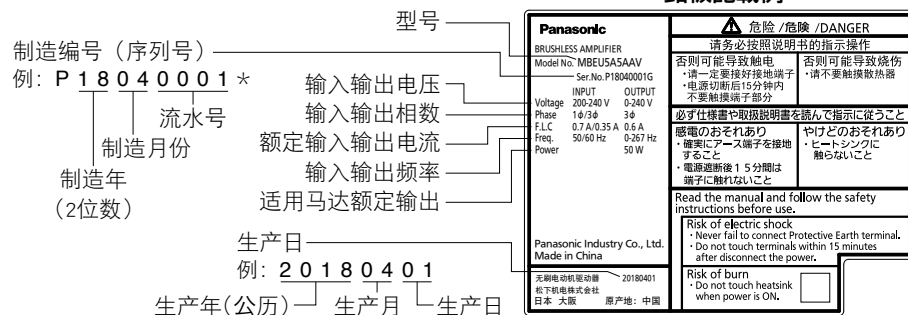 型号
制造编号（序列号）
例: P 1 8 0 4 0 0 0 1 *
流水号
制造月份
制造年
（2位数）
输入输出电压
输入输出相数
额定输入输出电流
输入输出频率
适用马达额定输出
生产日
例: 2 0 1 8 0 4 0 1
生产年（公历） 生产月 生产日
Panasonic
BRUSHLESS AMPLIFIER
Model No. MBEU5A5AAV
Ser.No.P18040001G
INPUT OUTPUT
Voltage 200-240 V 0-240 V
Phase 1ϕ/3ϕ 3ϕ
F.L.C 0.7 A/0.35 A 0.6 A
Freq. 50/60 Hz 0-267 Hz
Power 50 W
Panasonic Industry Co., Ltd.
Made in China
无刷电动机驱动器 20180401
松下机电株式会社
日本 大阪 原产地: 中国
危险 /危険 /DANGER
请务必按照说明书的指示操作
否则可能导致触电
・请一定要接好接地端子
・电源切断后15分钟内
不要触摸端子部分
否则可能导致烧伤
・请不要触摸散热器
必ず仕様書や取扱説明書を読んで指示に従うこと
感電のおそれあり
・確実にアース端子を接地
すること
・電源遮断後１５分間は
端子に触れないこと
やけどのおそれあり
・ヒートシンクに
触らないこと
Read the manual and follow the safety
instructions before use.
Risk of electric shock
・Never fail to connect Protective Earth terminal.
・Do not touch terminals within 15 minutes
after disconnect the power.
Risk of burn
・Do not touch heatsink
when power is ON.